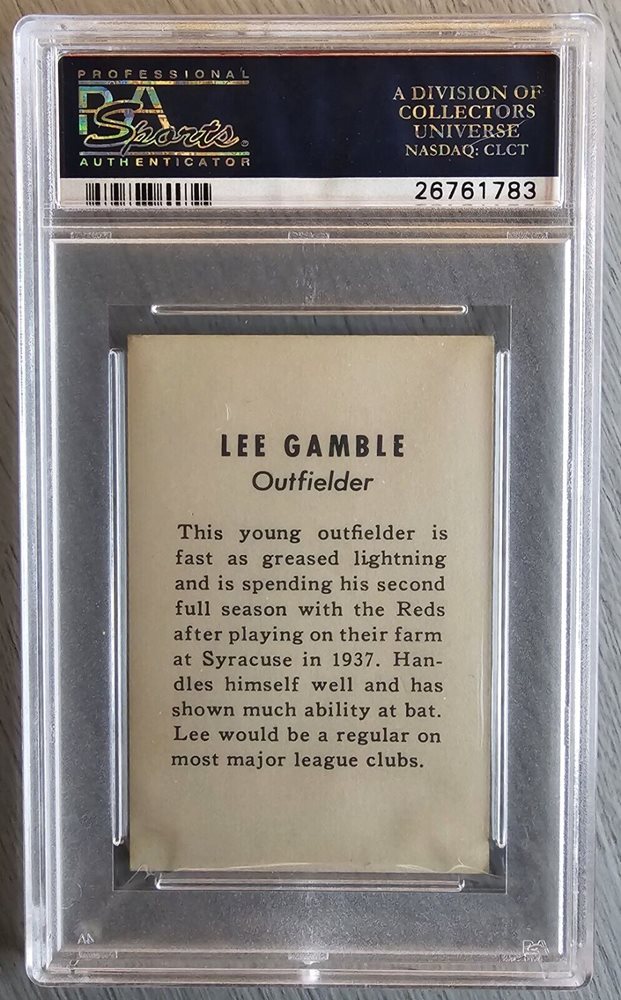 PROFESSIONAL
PSA
Sports
AUTHENTICATOR
A DIVISION OF
COLLECTORS
UNIVERSE
NASDAQ: CLCT
26761783
LEE GAMBLE
Outfielder
This young outfielder is
fast as greased lightning
and is spending his second
full season with the Reds
after playing on their farm
at Syracuse in 1937. Han-
dles himself well and has
shown much ability at bat.
Lee would be a regular on
most major league clubs.
PSA